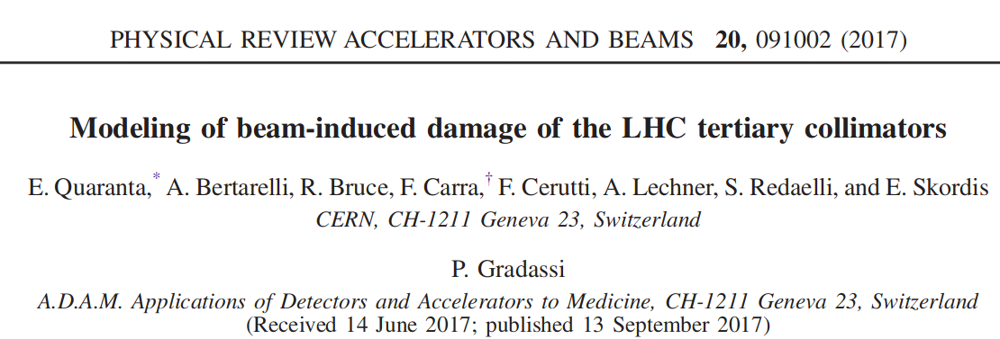 PHYSICAL REVIEW ACCELERATORS AND BEAMS 20, 091002 (2017)
Modeling of beam-induced damage of the LHC tertiary collimators
E. Quaranta,* A. Bertarelli, R. Bruce, F. Carra,† F. Cerutti, A. Lechner, S. Redaelli, and E. Skordis
CERN, CH-1211 Geneva 23, Switzerland
P. Gradassi
A.D.A.M. Applications of Detectors and Accelerators to Medicine, CH-1211 Geneva 23, Switzerland
(Received 14 June 2017; published 13 September 2017)